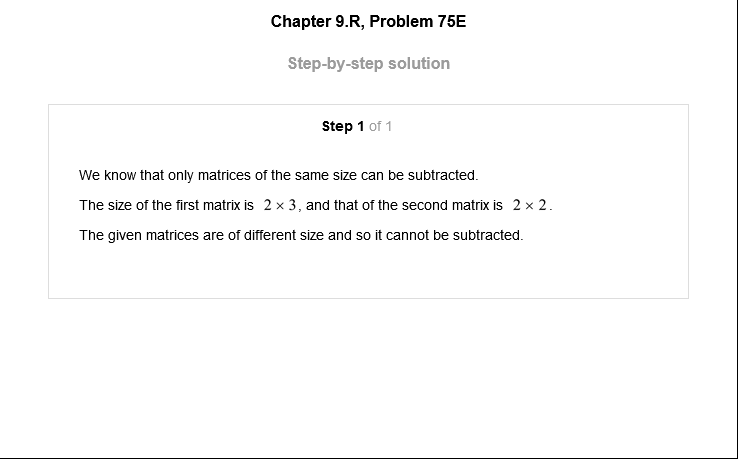 Chapter 9.R, Problem 75E
Step-by-step solution
Step 1 of 1
We know that only matrices of the same size can be subtracted.
The size of the first matrix is 2 × 3, and that of the second matrix is 2 × 2.
The given matrices are of different size and so it cannot be subtracted.